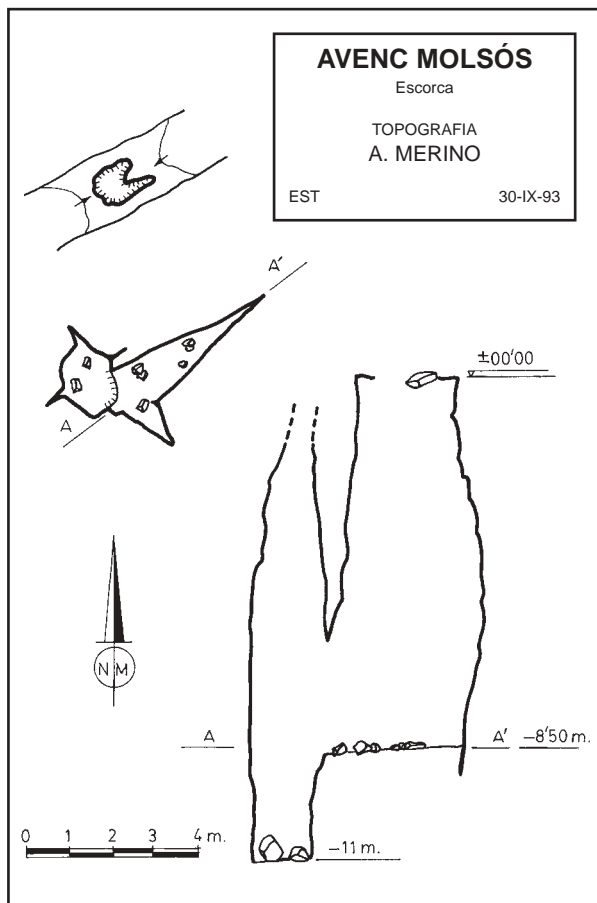 AVENC MOLSÓS
Escorca
TOPOGRAFIA
A. MERINO
EST 30-IX-93
A'
A
±00'00
N M
A A' -8'50 m.
0 1 2 3 4 m.
-11 m.